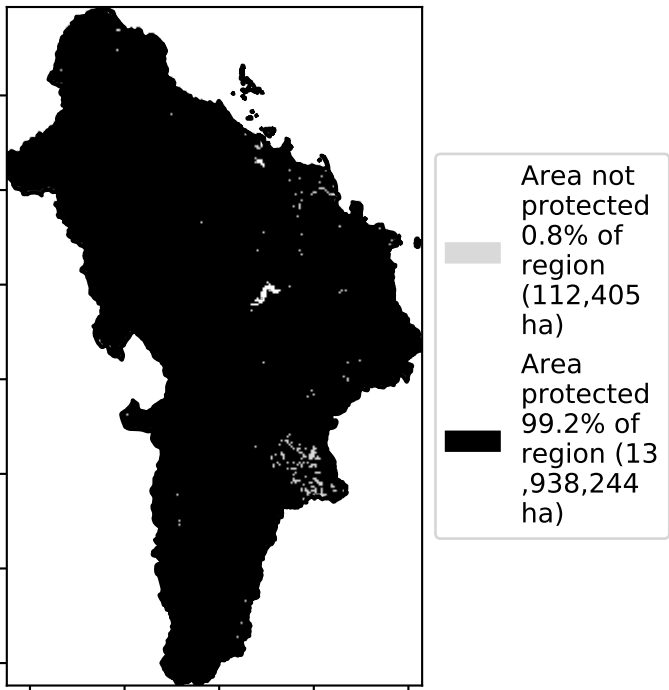 Area not
protected
0.8% of
region
(112,405
ha)
Area
protected
99.2% of
region (13
,938,244
ha)